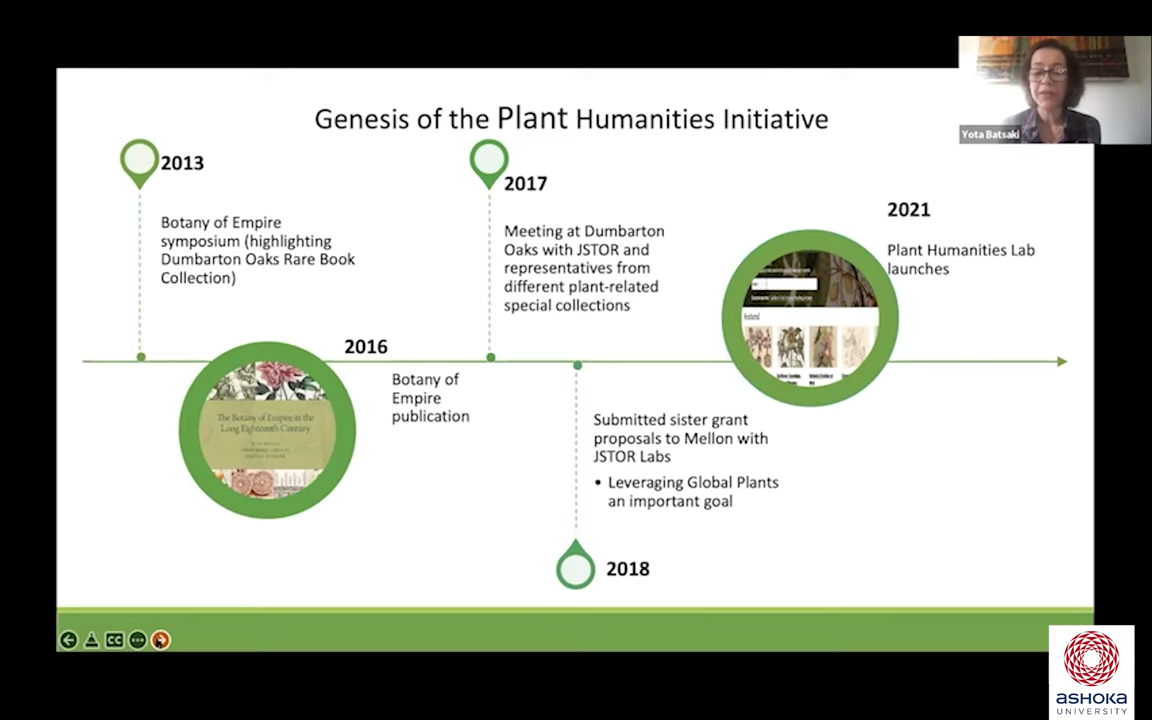 Genesis of the Plant Humanities Initiative
Yota Batsaki
2013
Botany of Empire
symposium (highlighting
Dumbarton Oaks Rare Book
Collection)
2016
Botany of
Empire
publication
The Botany of Empire in the
Long Eighteenth Century
2017
Meeting at Dumbarton
Oaks with JSTOR and
representatives from
different plant-related
special collections
Submitted sister grant
proposals to Mellon with
JSTOR Labs
• Leveraging Global Plants
an important goal
2018
2021
Plant Humanities Lab
launches
Featured
CC
ASHOKA
UNIVERSITY